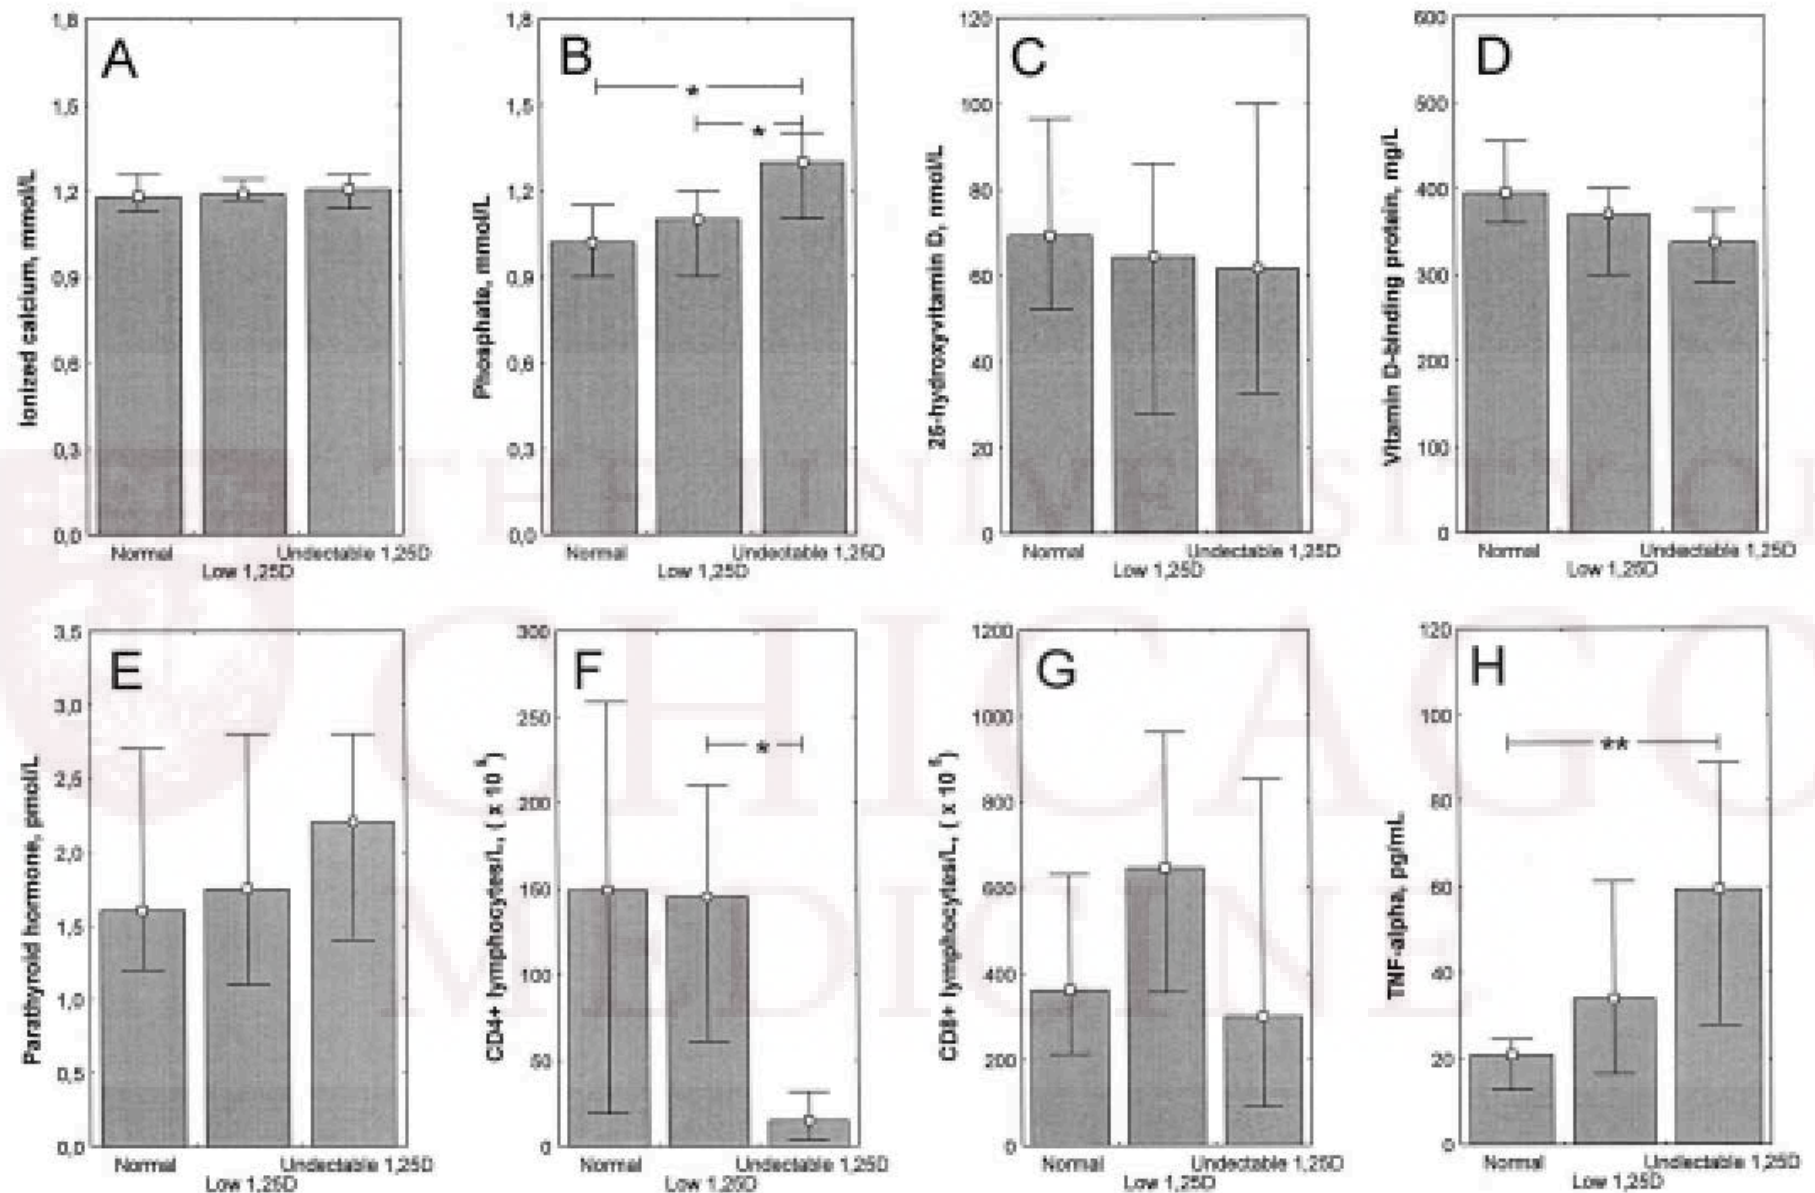 A
Ionized calcium, mmol/L
1,8
1,5
1,2
0,9
0,6
0,3
0,0
Normal
Low 1,25D
Undectable 1,25D
B
Phosphate, mmol/L
1,8
1,5
1,2
0,9
0,6
0,3
0,0
*
*
Normal
Low 1,25D
Undectable 1,25D
C
25-hydroxyvitamin D, nmol/L
120
100
80
60
40
20
0
Normal
Low 1,25D
Undectable 1,25D
D
Vitamin D-binding protein, mg/L
600
500
400
300
200
100
0
Normal
Low 1,25D
Undectable 1,25D
E
Parathyroid hormone, pmol/L
3,5
3,0
2,5
2,0
1,5
1,0
0,5
0,0
Normal
Low 1,25D
Undectable 1,25D
F
CD4+ lymphocytes/L, ( x 10
300
250
200
150
100
50
0
*
Normal
Low 1,25D
Undectable 1,25D
G
CD8+ lymphocytes/L, ( x 10
1200
1000
800
600
400
200
0
Normal
Low 1,25D
Undectable 1,25D
H
TNF-alpha, pg/mL
120
100
80
60
40
20
0
**
Normal
Low 1,25D
Undectable 1,25D
THE UNIVERSITY OF
CHICAGO
MEDICINE